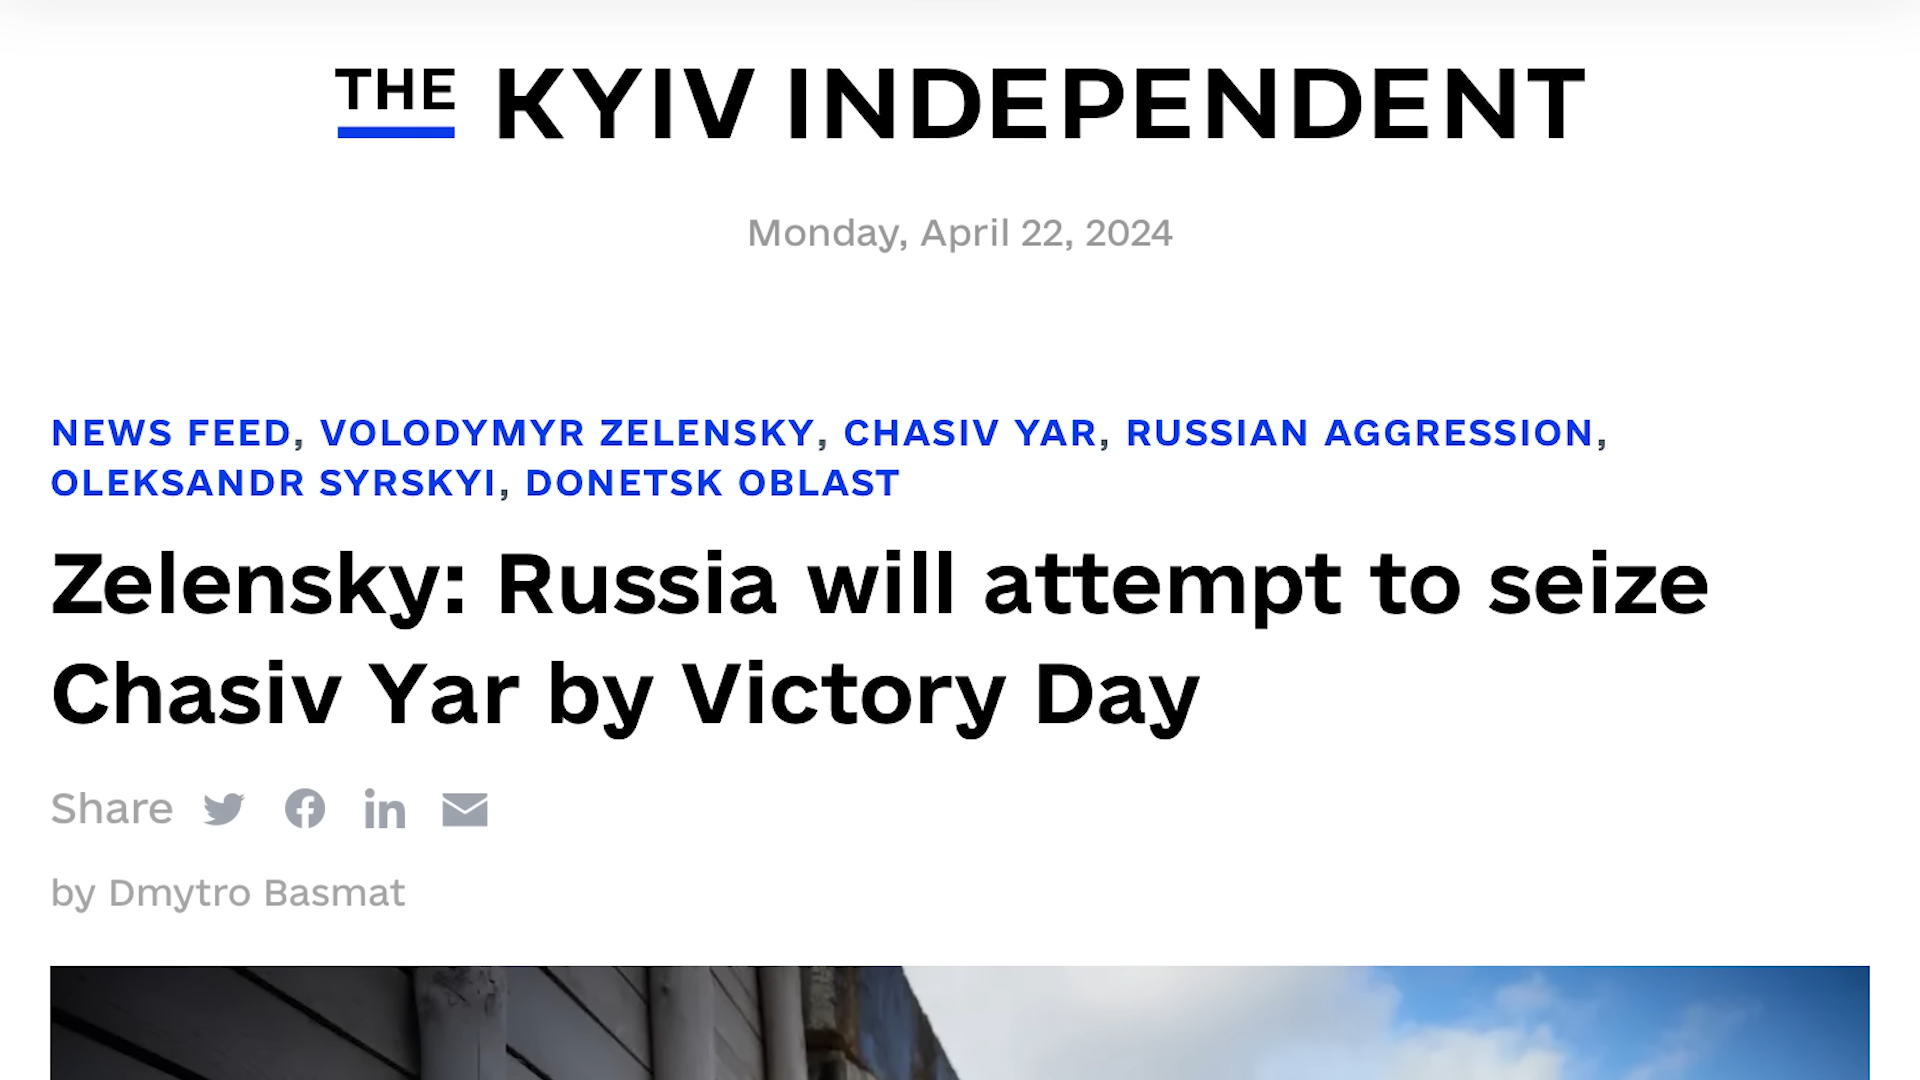 THE KYIV INDEPENDENT
Monday, April 22, 2024
NEWS FEED, VOLODYMYR ZELENSKY, CHASIV YAR, RUSSIAN AGGRESSION,
OLEKSANDR SYRSKYI, DONETSK OBLAST
Zelensky: Russia will attempt to seize
Chasiv Yar by Victory Day
Share
by Dmytro Basmat